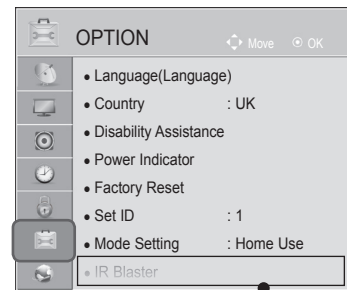 OPTION Move OK
• Language(Language)
• Country : UK
• Disability Assistance
• Power Indicator
• Factory Reset
• Set ID : 1
• Mode Setting : Home Use
• IR Blaster